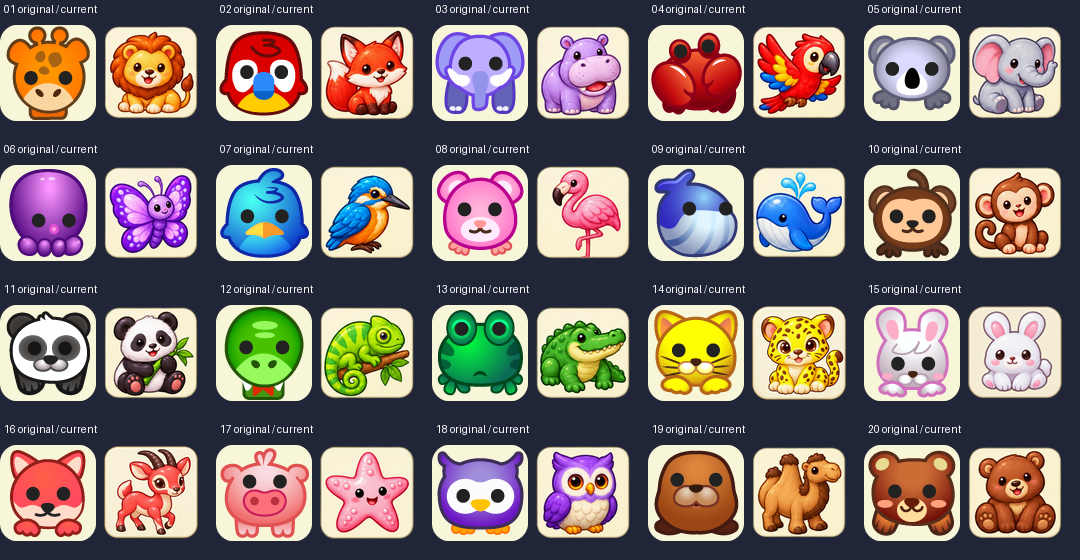 01 original/current
02 original/current
03 original/current
04 original/current
05 original/current
06 original/current
07 original/current
08 original/current
09 original/current
10 original/current
11 original/current
12 original/current
13 original/current
14 original/current
15 original/current
16 original/current
17 original/current
18 original/current
19 original/current
20 original/current